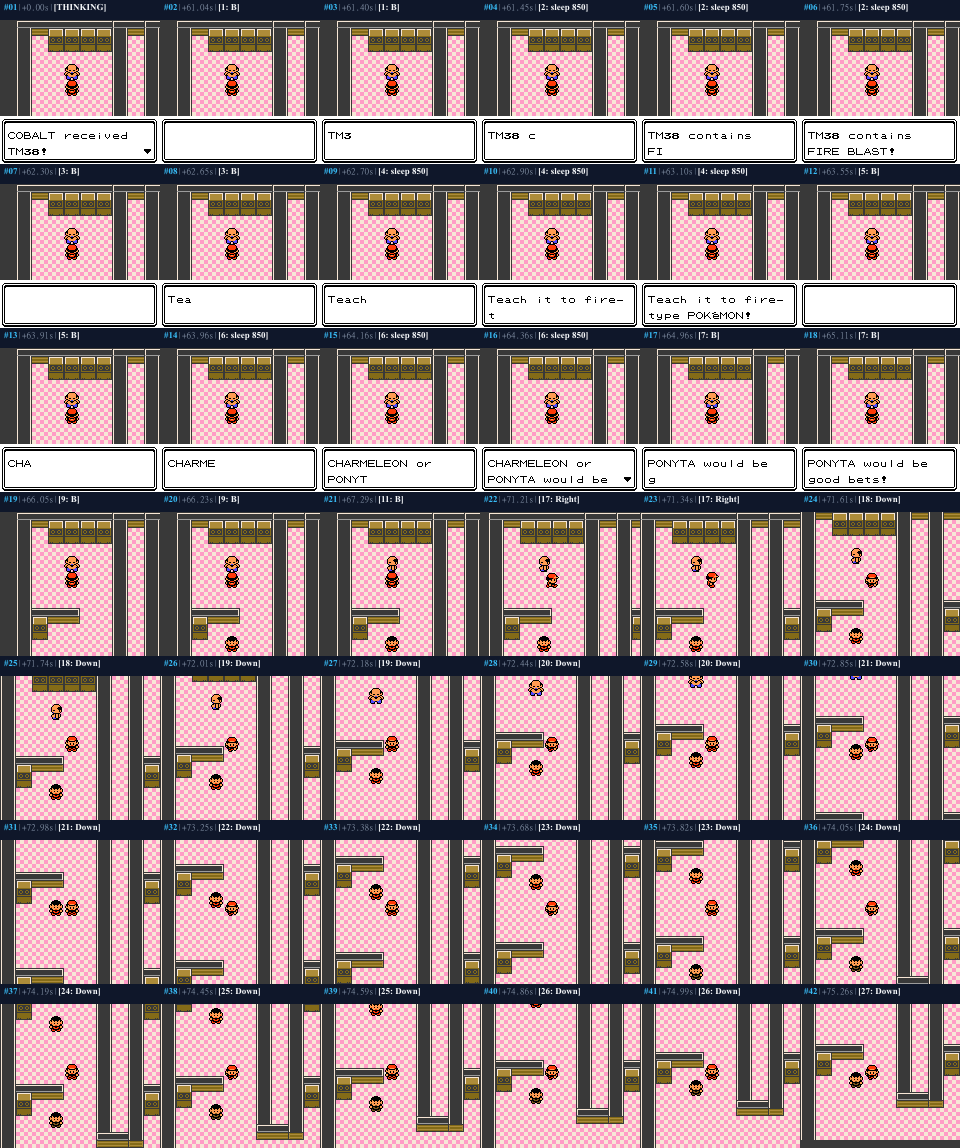 #01|+0.00s|[THINKING] #02|+61.04s|[1: B] #03|+61.40s|[1: B] #04|+61.45s|[2: sleep 850] #05|+61.60s|[2: sleep 850] #06|+61.75s|[2: sleep 850]
COBALT received
TM38!
TM3
TM38 c
TM38 contains
FI
TM38 contains
FIRE BLAST!
#07|+62.30s|[3: B] #08|+62.65s|[3: B] #09|+62.70s|[4: sleep 850] #10|+62.90s|[4: sleep 850] #11|+63.10s|[4: sleep 850] #12|+63.55s|[5: B]
Tea
Teach
Teach it to fire-
t
Teach it to fire-
type POKéMON!
#13|+63.91s|[5: B] #14|+63.96s|[6: sleep 850] #15|+64.16s|[6: sleep 850] #16|+64.36s|[6: sleep 850] #17|+64.96s|[7: B] #18|+65.11s|[7: B]
CHA
CHARME
CHARMELEON or
PONYT
CHARMELEON or
PONYTA would be
PONYTA would be
g
PONYTA would be
good bets!
#19|+66.05s|[9: B] #20|+66.23s|[9: B] #21|+67.29s|[11: B] #22|+71.21s|[17: Right] #23|+71.34s|[17: Right] #24|+71.61s|[18: Down]
#25|+71.74s|[18: Down] #26|+72.01s|[19: Down] #27|+72.18s|[19: Down] #28|+72.44s|[20: Down] #29|+72.58s|[20: Down] #30|+72.85s|[21: Down]
#31|+72.98s|[21: Down] #32|+73.25s|[22: Down] #33|+73.38s|[22: Down] #34|+73.68s|[23: Down] #35|+73.82s|[23: Down] #36|+74.05s|[24: Down]
#37|+74.19s|[24: Down] #38|+74.45s|[25: Down] #39|+74.59s|[25: Down] #40|+74.86s|[26: Down] #41|+74.99s|[26: Down] #42|+75.26s|[27: Down]